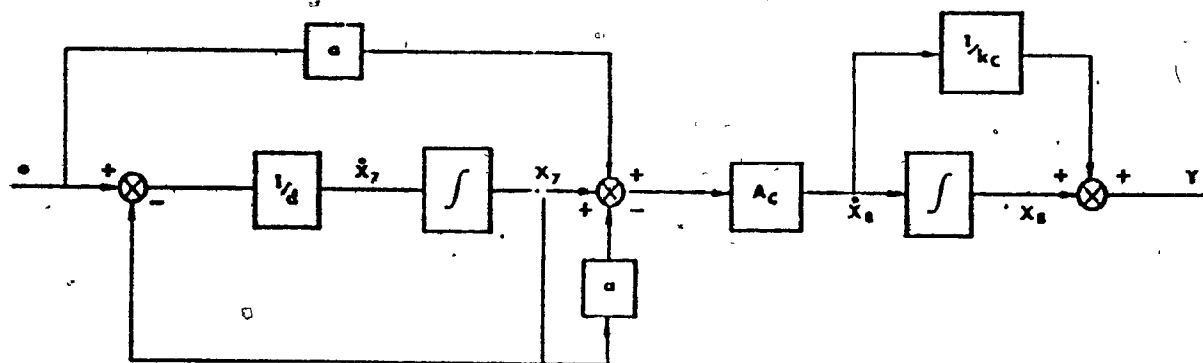 a
1/kc
e
+
-
1/d
ẋ₇
∫
x₇
+
+
-
Ac
ẋ₈
∫
x₈
+
+
Y
a